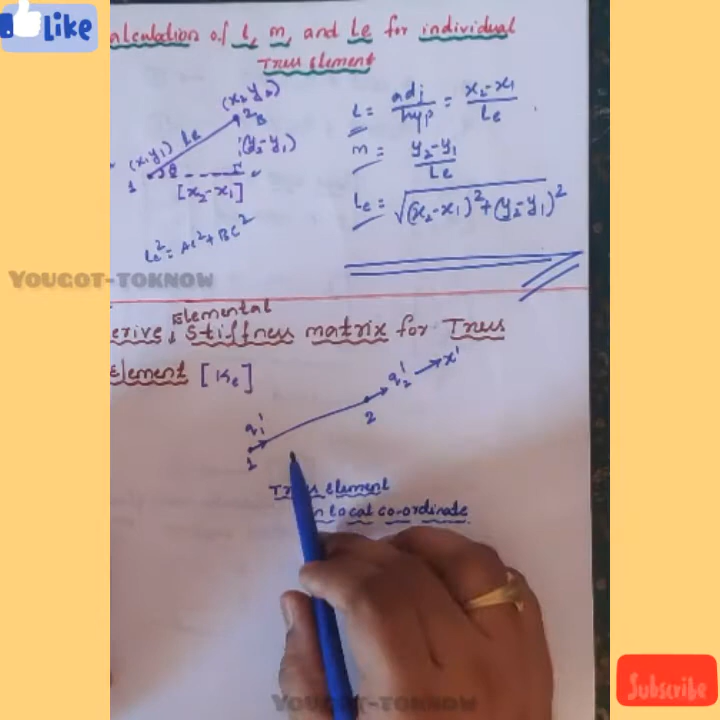 Like
alculation of l, m, and le for individual
Truss Element
(x2 y2)
2 B
(x1 y1) le
(y2-y1)
1 θ
[x2-x1]
le² = AC² + BC²
l = adj/hyp = x2-x1/le
m = y2-y1/le
le = √(x2-x1)²+(y2-y1)²
YOUGOT-TOKNOW
Elemental
erive, Stiffness matrix for Truss
Element [Ke]
q1' q2' x'
1 2
Truss Element
n local co-ordinate
YOUGOT-TOKNOW
Subscribe